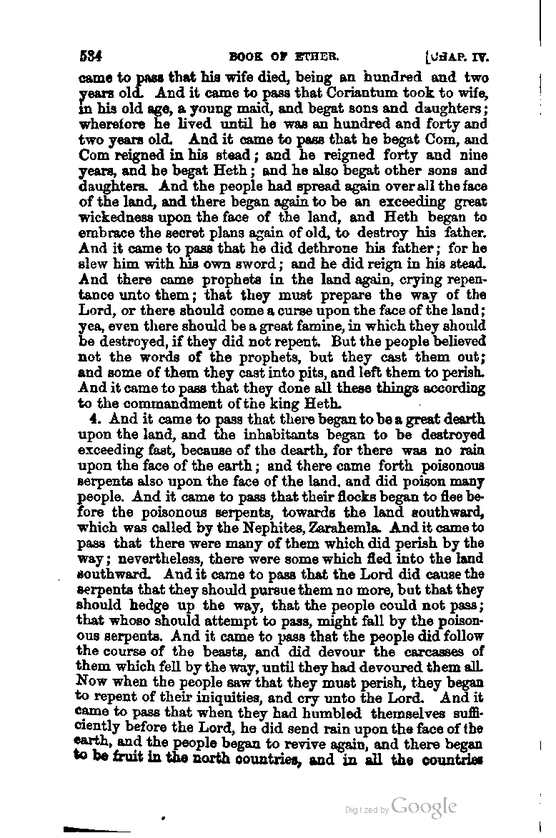 534 BOOK OF ETHER. [CHAP. IV.
came to pass that his wife died, being an hundred and two
years old. And it came to pass that Coriantum took to wife,
in his old age, a young maid, and begat sons and daughters;
wherefore he lived until he was an hundred and forty and
two years old. And it came to pass that he begat Com, and
Com reigned in his stead; and he reigned forty and nine
years, and he begat Heth; and he also begat other sons and
daughters. And the people had spread again over all the face
of the land, and there began again to be an exceeding great
wickedness upon the face of the land, and Heth began to
embrace the secret plans again of old, to destroy his father.
And it came to pass that he did dethrone his father; for he
slew him with his own sword; and he did reign in his stead.
And there came prophets in the land again, crying repen-
tance unto them; that they must prepare the way of the
Lord, or there should come a curse upon the face of the land;
yea, even there should be a great famine, in which they should
be destroyed, if they did not repent. But the people believed
not the words of the prophets, but they cast them out;
and some of them they cast into pits, and left them to perish.
And it came to pass that they done all these things according
to the commandment of the king Heth.
4. And it came to pass that there began to be a great dearth
upon the land, and the inhabitants began to be destroyed
exceeding fast, because of the dearth, for there was no rain
upon the face of the earth; and there came forth poisonous
serpents also upon the face of the land, and did poison many
people. And it came to pass that their flocks began to flee be-
fore the poisonous serpents, towards the land southward,
which was called by the Nephites, Zarahemla. And it came to
pass that there were many of them which did perish by the
way; nevertheless, there were some which fled into the land
southward. And it came to pass that the Lord did cause the
serpents that they should pursue them no more, but that they
should hedge up the way, that the people could not pass;
that whoso should attempt to pass, might fall by the poison-
ous serpents. And it came to pass that the people did follow
the course of the beasts, and did devour the carcasses of
them which fell by the way, until they had devoured them all.
Now when the people saw that they must perish, they began
to repent of their iniquities, and cry unto the Lord. And it
came to pass that when they had humbled themselves suffi-
ciently before the Lord, he did send rain upon the face of the
earth, and the people began to revive again, and there began
to be fruit in the north countries, and in all the countries
Digitized by Google